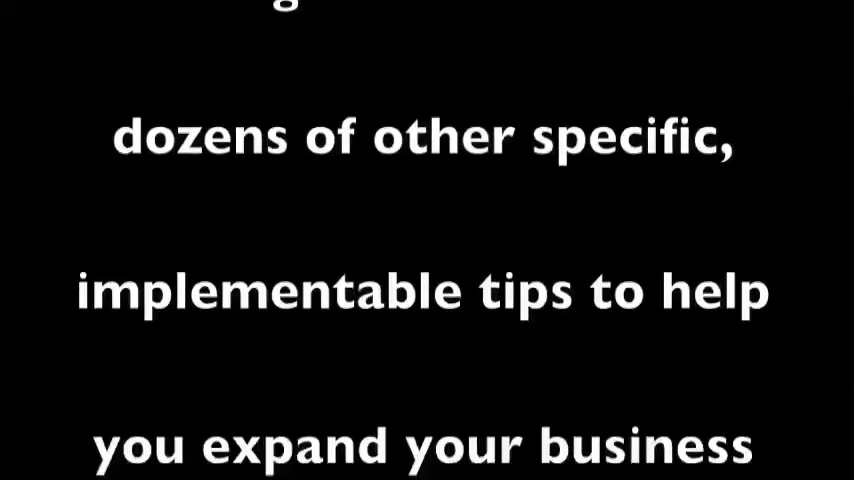 dozens of other specific,
implementable tips to help
you expand your business